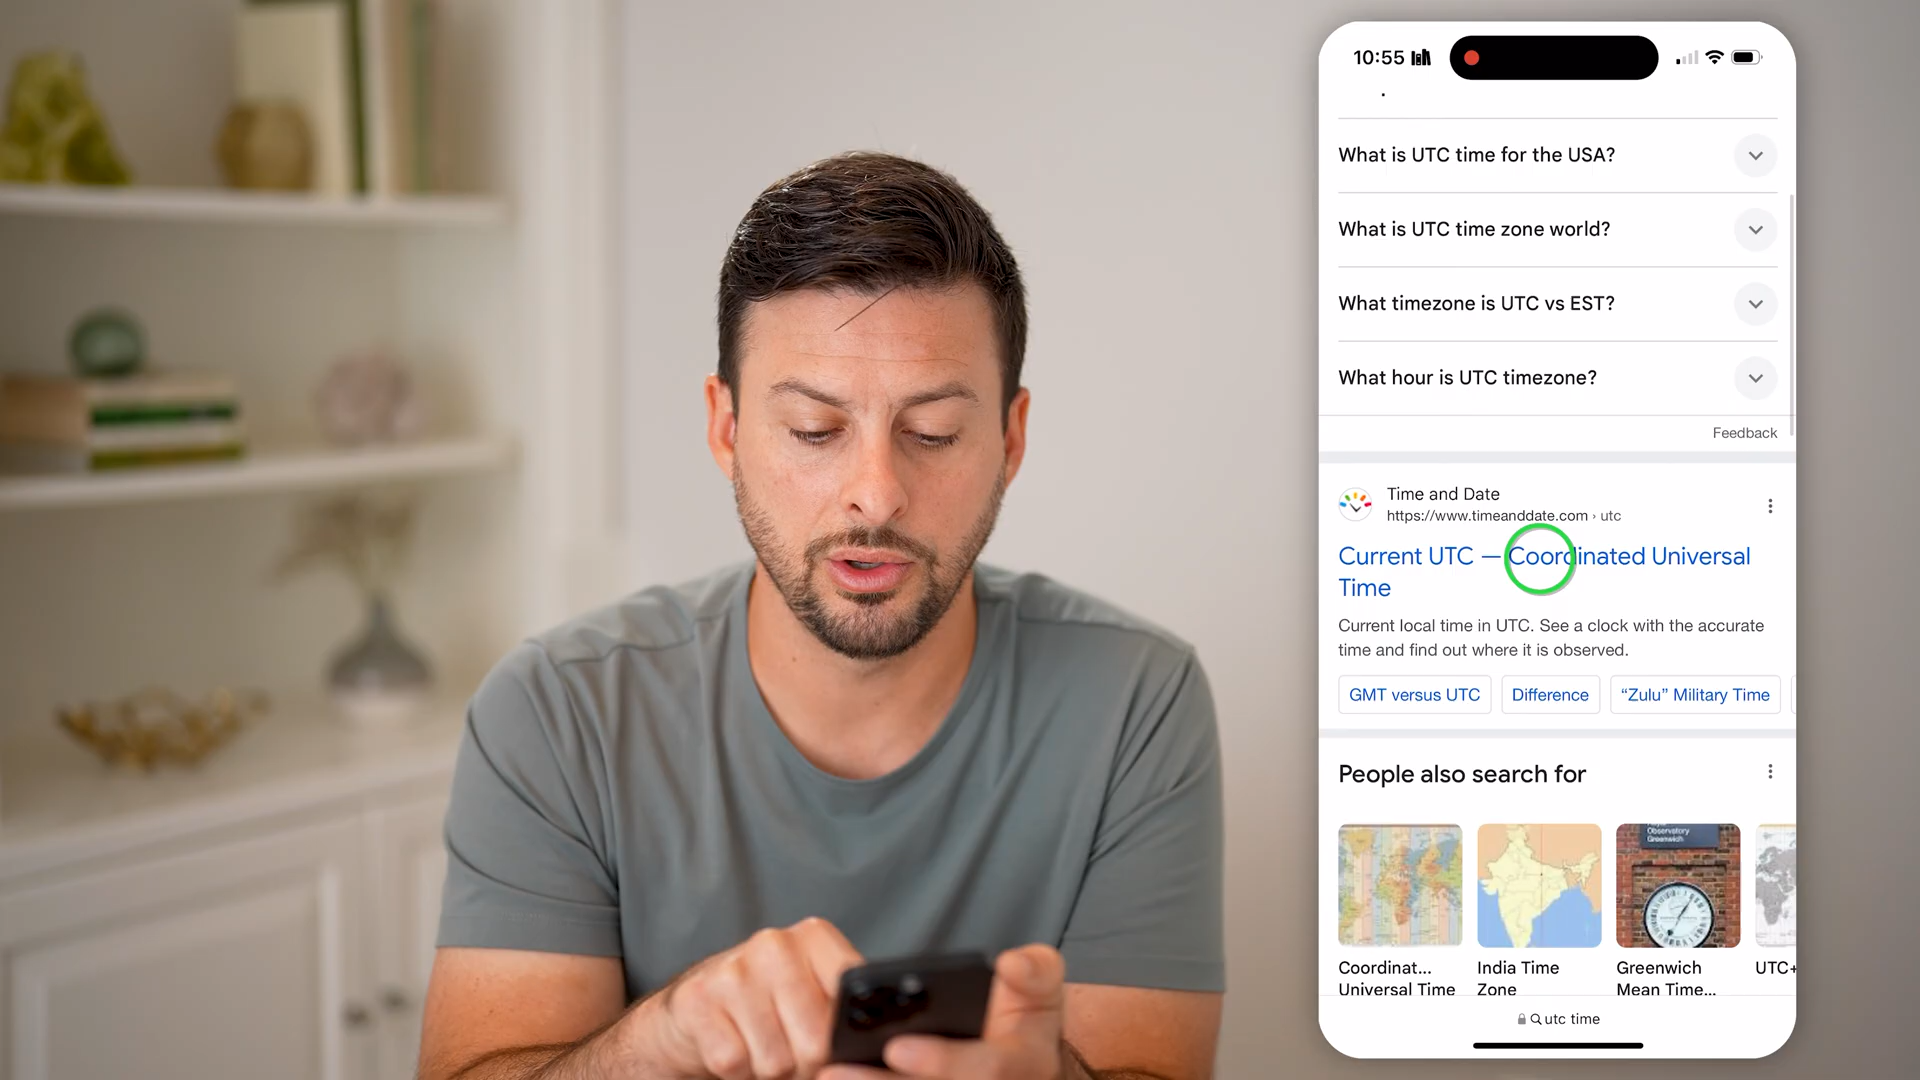 10:55
What is UTC time for the USA?
What is UTC time zone world?
What timezone is UTC vs EST?
What hour is UTC timezone?
Feedback
Time and Date
https://www.timeanddate.com › utc
Current UTC — Coordinated Universal
Time
Current local time in UTC. See a clock with the accurate
time and find out where it is observed.
GMT versus UTC
Difference
“Zulu” Military Time
People also search for
Observatory
Greenwich
Coordinat...
Universal Time
India Time
Zone
Greenwich
Mean Time...
UTC+
utc time